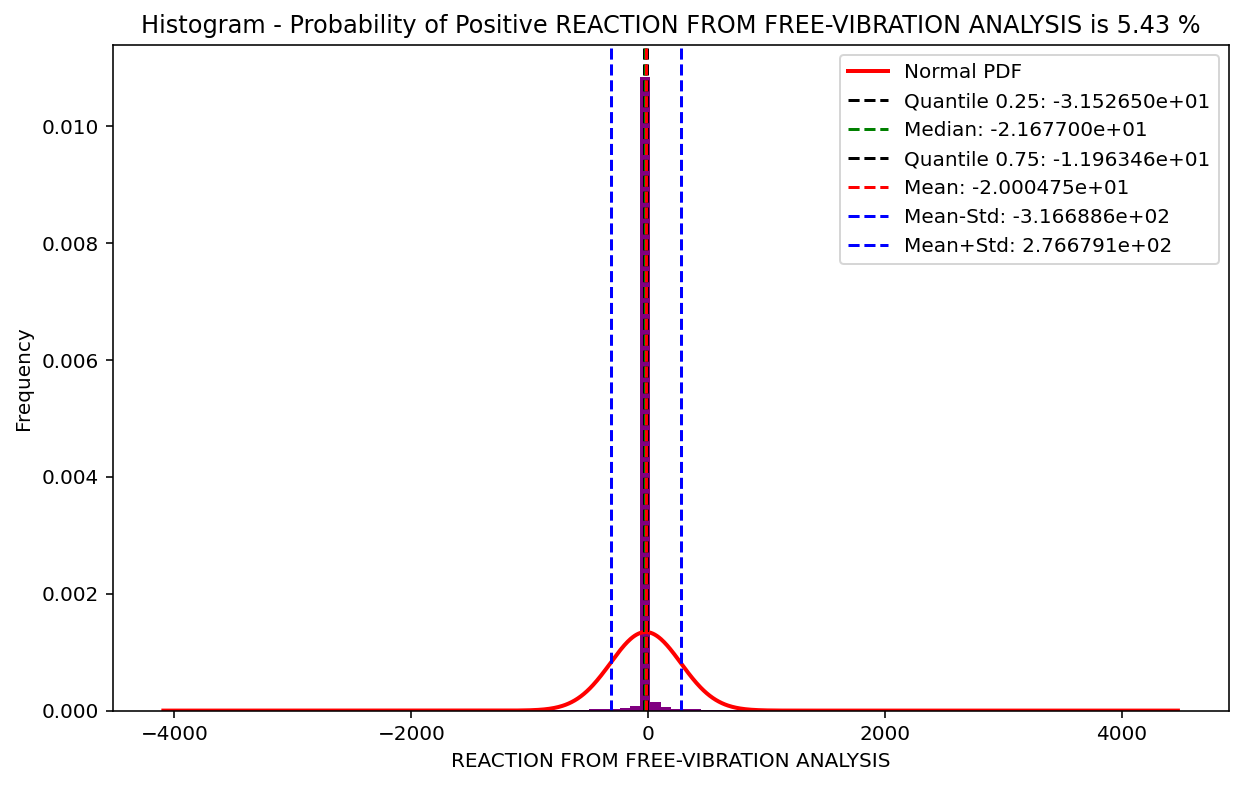 Histogram - Probability of Positive REACTION FROM FREE-VIBRATION ANALYSIS is 5.43 %
Normal PDF
Quantile 0.25: -3.152650e+01
Median: -2.167700e+01
Quantile 0.75: -1.196346e+01
Mean: -2.000475e+01
Mean-Std: -3.166886e+02
Mean+Std: 2.766791e+02
Frequency
0.010
0.008
0.006
0.004
0.002
0.000
−4000
−2000
0
2000
4000
REACTION FROM FREE-VIBRATION ANALYSIS